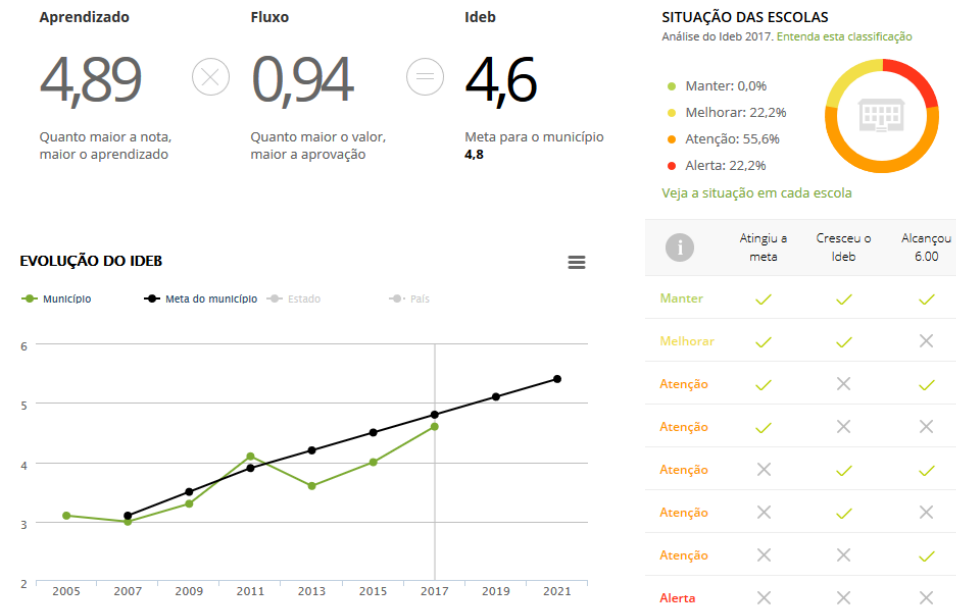 Aprendizado
Fluxo
Ideb
4,89
0,94
4,6
Quanto maior a nota,
maior o aprendizado
Quanto maior o valor,
maior a aprovação
Meta para o município
4,8
SITUAÇÃO DAS ESCOLAS
Análise do Ideb 2017. Entenda esta classificação
Manter: 0,0%
Melhorar: 22,2%
Atenção: 55,6%
Alerta: 22,2%
Veja a situação em cada escola
EVOLUÇÃO DO IDEB
Município Meta do município Estado País
6
5
4
3
2
2005 2007 2009 2011 2013 2015 2017 2019 2021
i
Atingiu a
meta
Cresceu o
Ideb
Alcançou
6.00
Manter
Melhorar
Atenção
Atenção
Atenção
Atenção
Atenção
Alerta